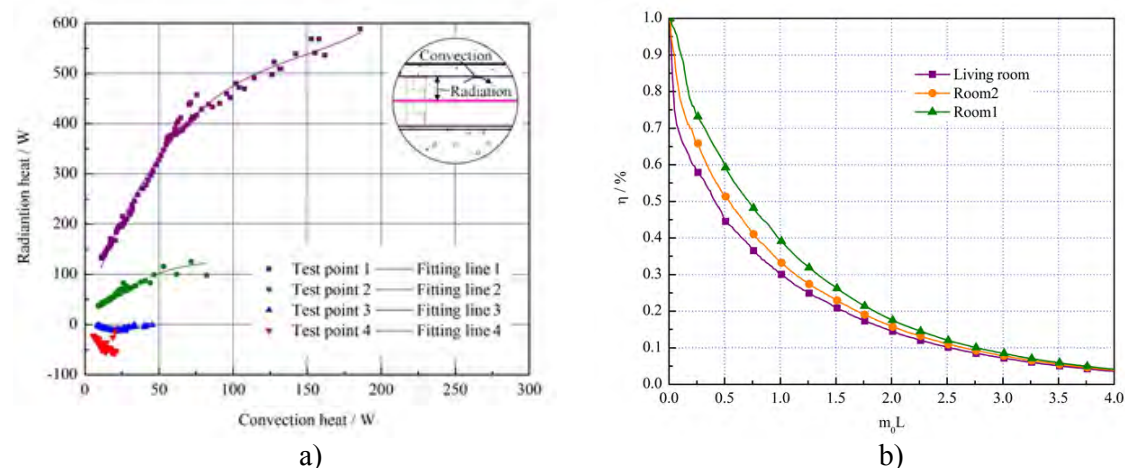 600
500
400
300
200
100
0
-100
Radiantion heat / W
Convection
Radiation
Test point 1 Fitting line 1
Test point 2 Fitting line 2
Test point 3 Fitting line 3
Test point 4 Fitting line 4
0 50 100 150 200 250 300
Convection heat / W
a)
1.0
0.9
0.8
0.7
0.6
0.5
0.4
0.3
0.2
0.1
0.0
η / %
Living room
Room2
Room1
0.0 0.5 1.0 1.5 2.0 2.5 3.0 3.5 4.0
m₀L
b)